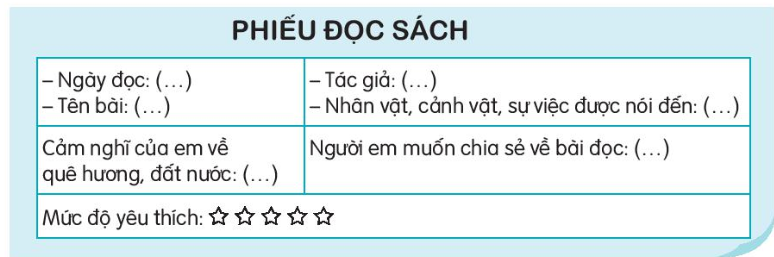 PHIẾU ĐỌC SÁCH
– Ngày đọc: (…)
– Tên bài: (…)
– Tác giả: (…)
– Nhân vật, cảnh vật, sự việc được nói đến: (…)
Cảm nghĩ của em về
quê hương, đất nước: (…)
Người em muốn chia sẻ về bài đọc: (…)
Mức độ yêu thích: ☆ ☆ ☆ ☆ ☆